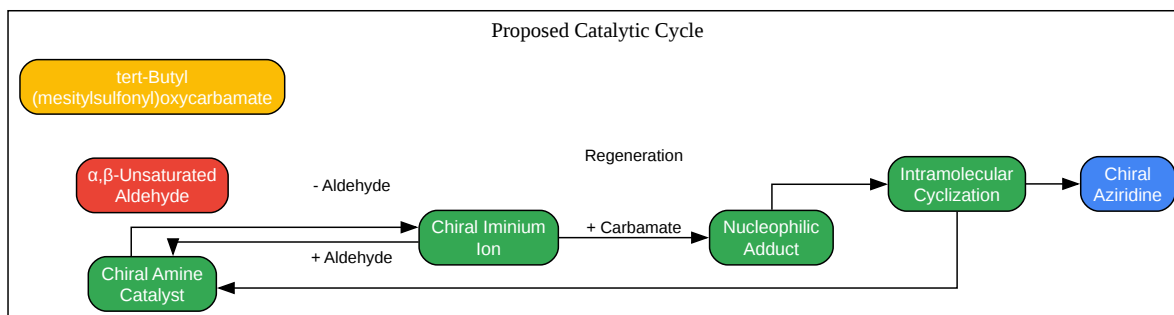 Proposed Catalytic Cycle
tert-Butyl
(mesitylsulfonyl)oxycarbamate
α,β-Unsaturated
Aldehyde
- Aldehyde
Regeneration
Intramolecular
Cyclization
Chiral
Aziridine
Chiral Iminium
Ion
+ Carbamate
Nucleophilic
Adduct
+ Aldehyde
Chiral Amine
Catalyst